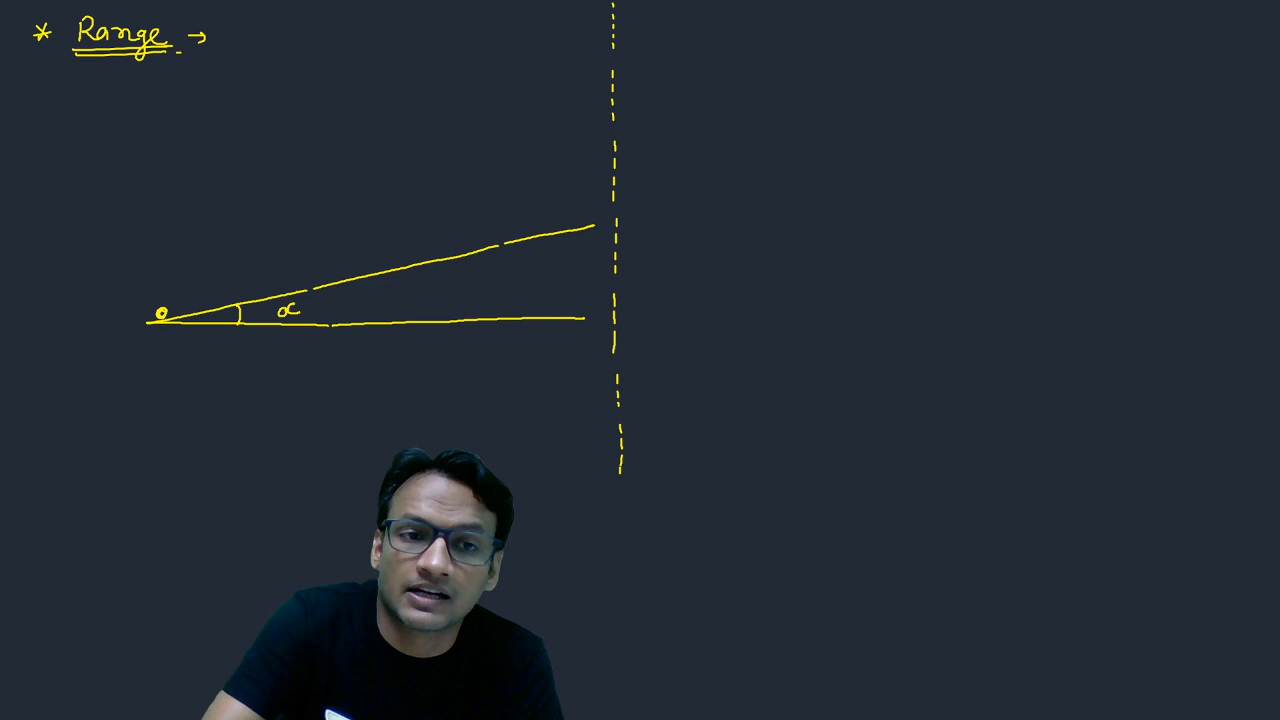 * Range →
α